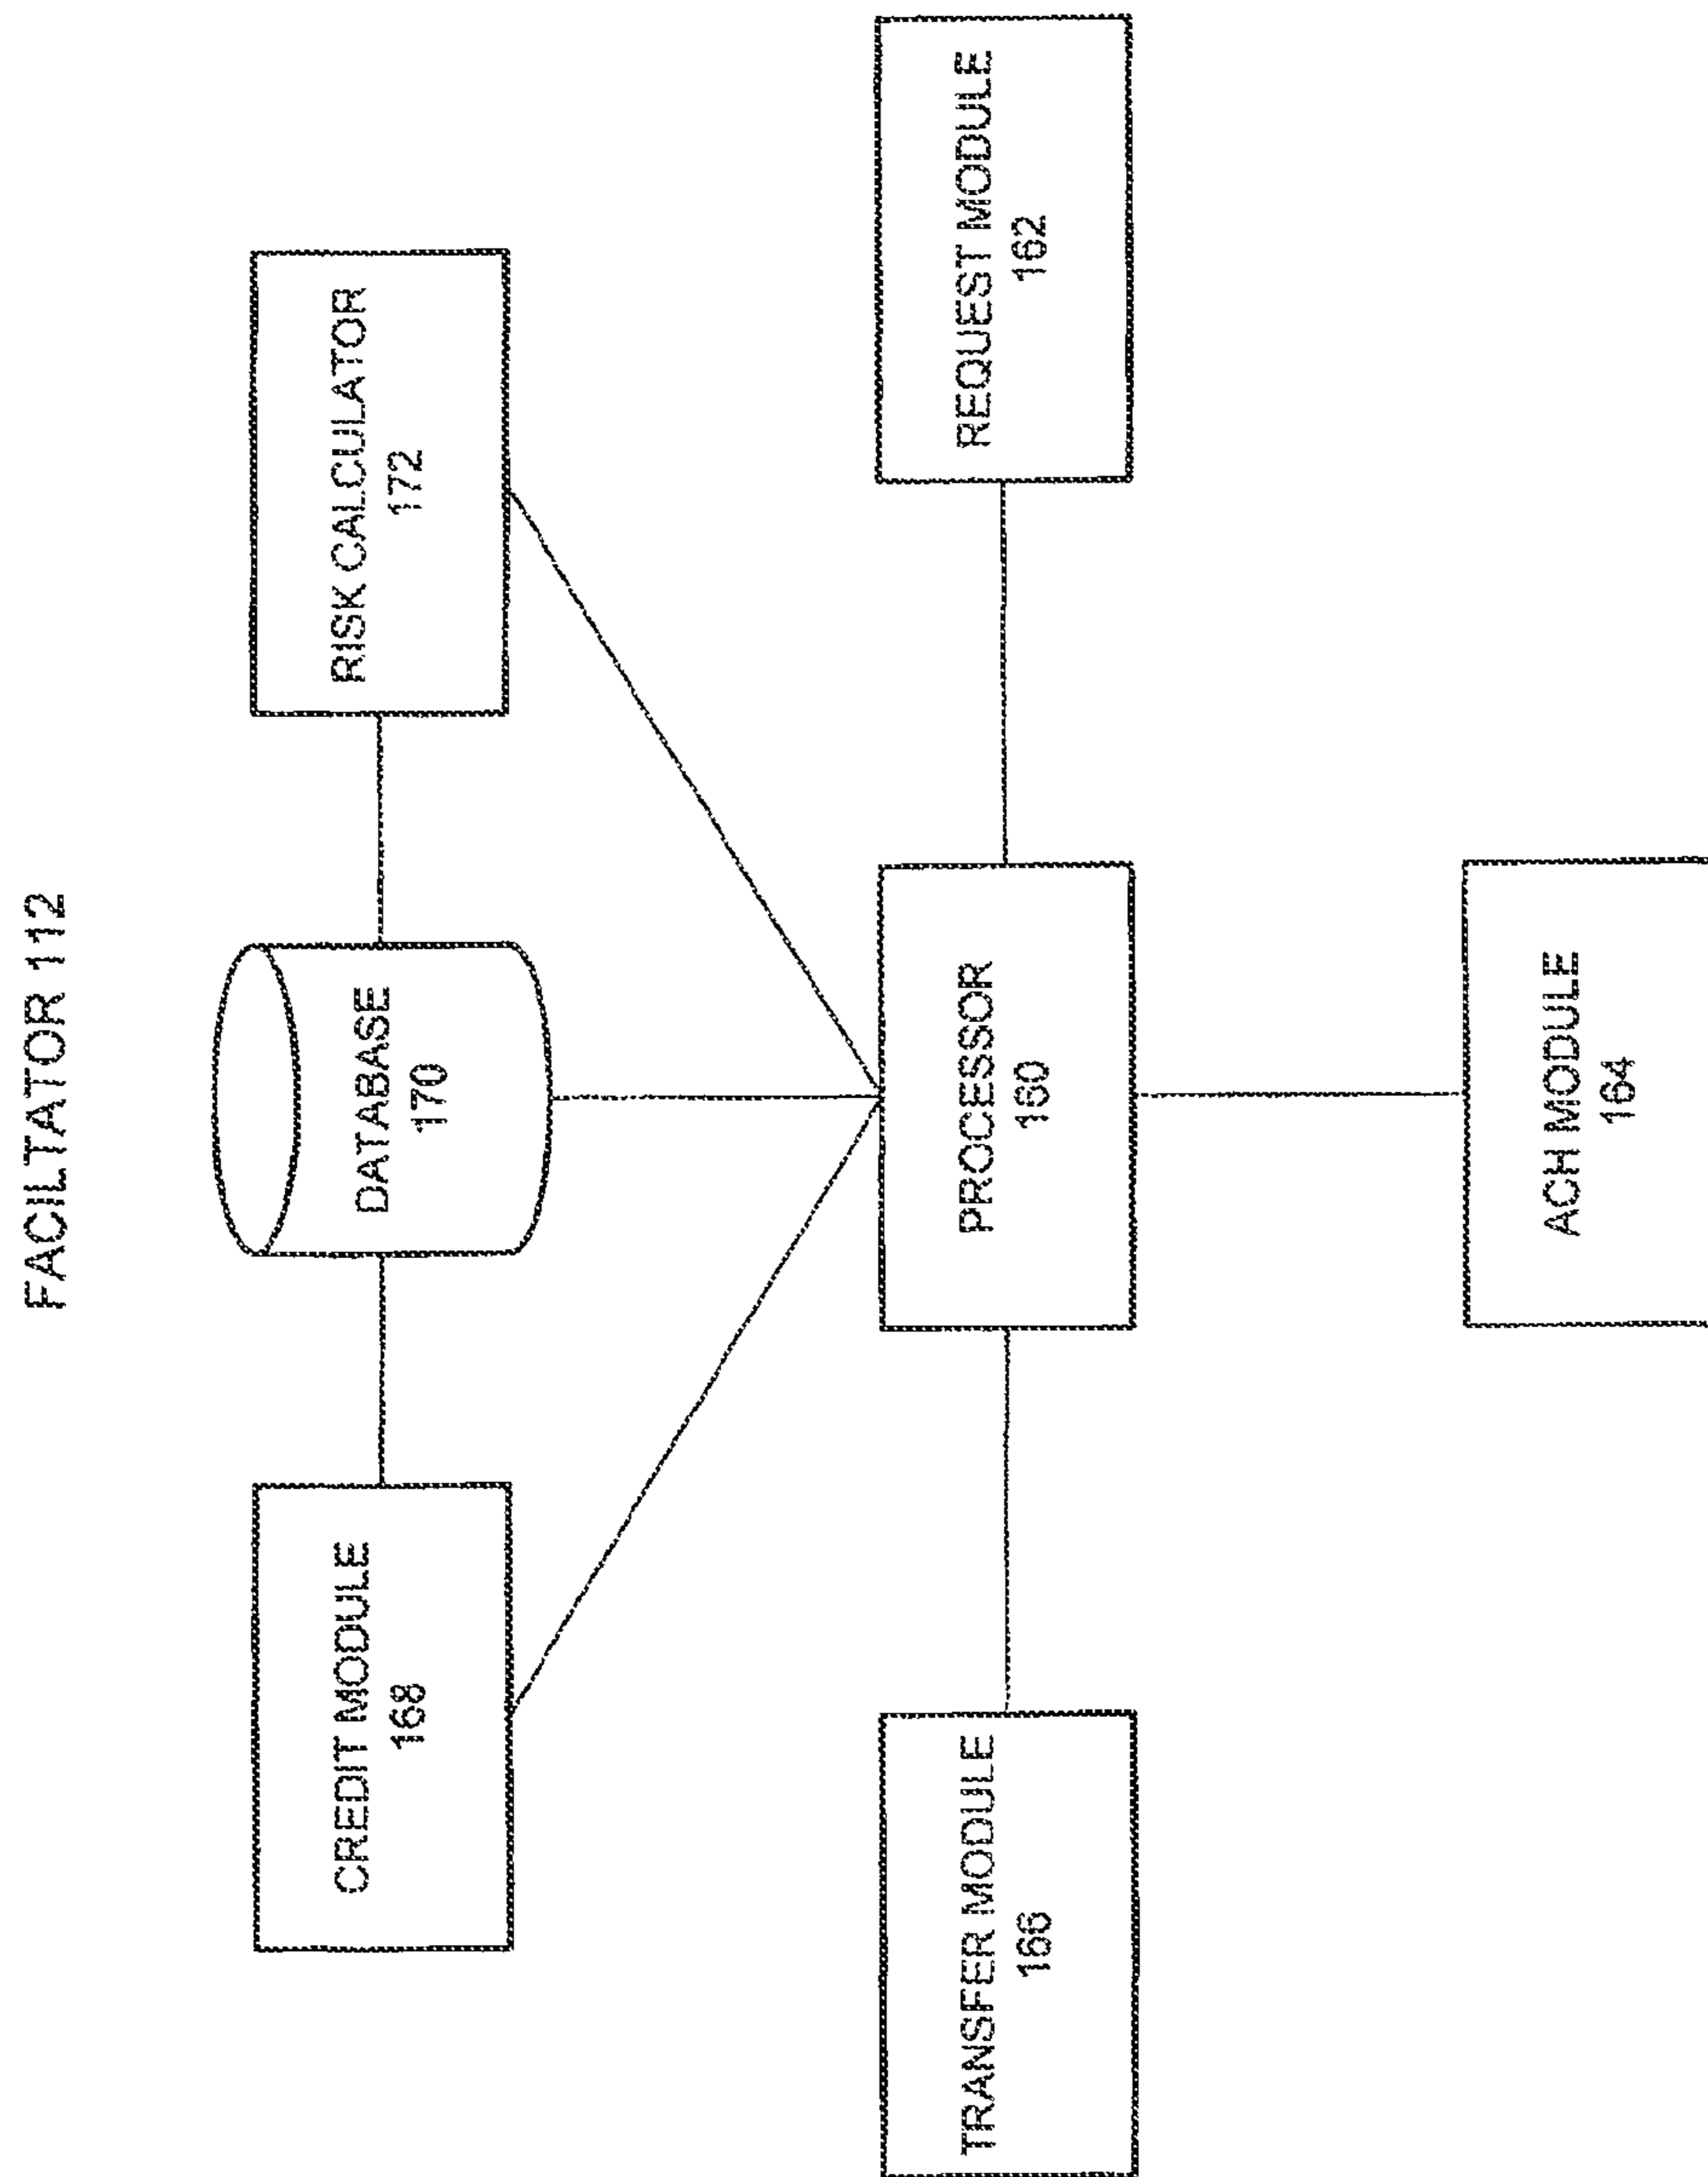 FACILTATOR 112
CREDIT MODULE
168
DATABASE
170
RISK CALCULATOR
172
TRANSFER MODULE
166
PROCESSOR
160
REQUEST MODULE
162
ACH MODULE
164